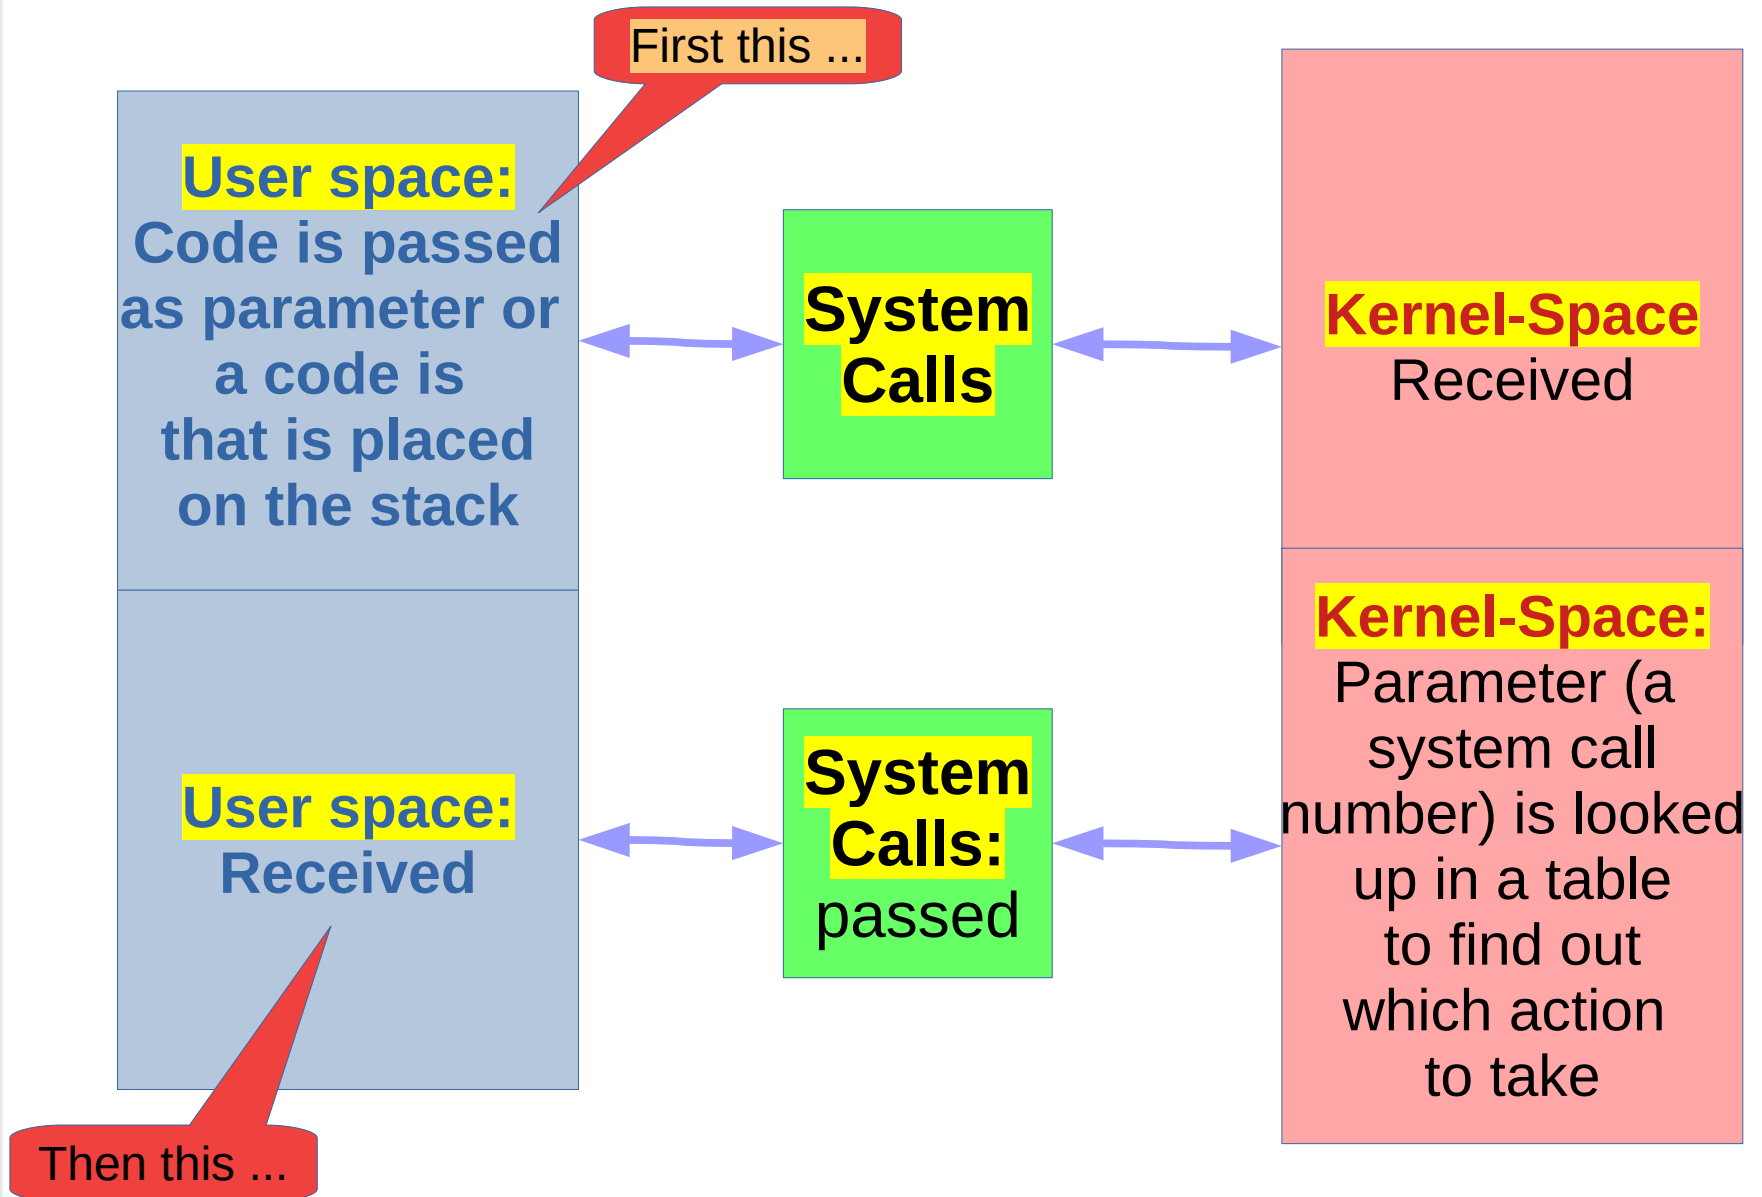 First this ...
User space:
Code is passed
as parameter or
a code is
that is placed
on the stack
System
Calls
Kernel-Space
Received
User space:
Received
System
Calls:
passed
Kernel-Space:
Parameter (a
system call
number) is looked
up in a table
to find out
which action
to take
Then this ...